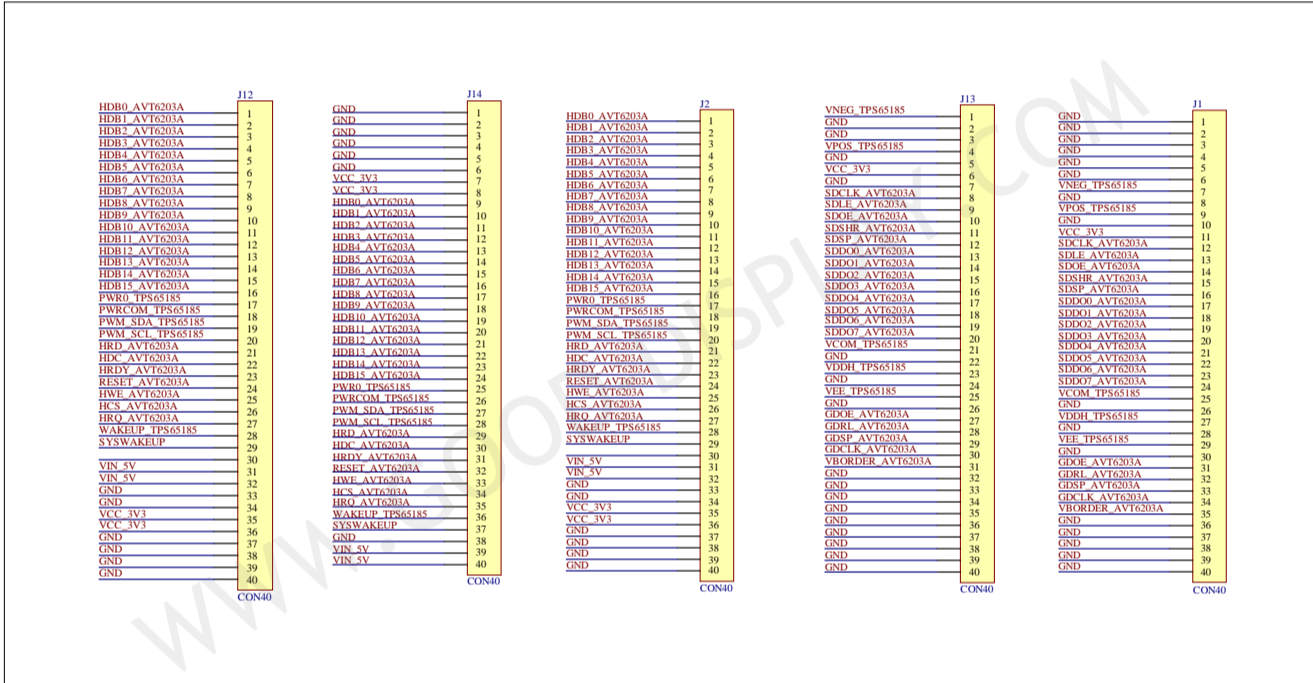 J12
HDB0_AVT6203A 1
HDB1_AVT6203A 2
HDB2_AVT6203A 3
HDB3_AVT6203A 4
HDB4_AVT6203A 5
HDB5_AVT6203A 6
HDB6_AVT6203A 7
HDB7_AVT6203A 8
HDB8_AVT6203A 9
HDB9_AVT6203A 10
HDB10_AVT6203A 11
HDB11_AVT6203A 12
HDB12_AVT6203A 13
HDB13_AVT6203A 14
HDB14_AVT6203A 15
HDB15_AVT6203A 16
PWR0_TPS65185 17
PWRCOM_TPS65185 18
PWM_SDA_TPS65185 19
PWM_SCL_TPS65185 20
HRD_AVT6203A 21
HDC_AVT6203A 22
HRDY_AVT6203A 23
RESET_AVT6203A 24
HWE_AVT6203A 25
HCS_AVT6203A 26
HRQ_AVT6203A 27
WAKEUP_TPS65185 28
SYSWAKEUP
30
VIN_5V 31
VIN_5V 32
GND 33
GND 34
VCC_3V3 35
VCC_3V3 36
GND 37
GND 38
GND 39
GND 40
CON40
J14
GND 1
GND 2
GND 3
GND 4
GND 5
GND 6
VCC_3V3 7
VCC_3V3 8
HDB0_AVT6203A 9
HDB1_AVT6203A 10
HDB2_AVT6203A 11
HDB3_AVT6203A 12
HDB4_AVT6203A 13
HDB5_AVT6203A 14
HDB6_AVT6203A 15
HDB7_AVT6203A 16
HDB8_AVT6203A 17
HDB9_AVT6203A 18
HDB10_AVT6203A 19
HDB11_AVT6203A 20
HDB12_AVT6203A 21
HDB13_AVT6203A 22
HDB14_AVT6203A 23
HDB15_AVT6203A 24
PWR0_TPS65185 25
PWRCOM_TPS65185 26
PWM_SDA_TPS65185 27
PWM_SCL_TPS65185 28
HRD_AVT6203A 29
HDC_AVT6203A 30
HRDY_AVT6203A 31
RESET_AVT6203A 32
HWE_AVT6203A 33
HCS_AVT6203A 34
HRQ_AVT6203A 35
WAKEUP_TPS65185 36
SYSWAKEUP 37
GND 38
VIN_5V 39
VIN_5V 40
CON40
J2
HDB0_AVT6203A 1
HDB1_AVT6203A 2
HDB2_AVT6203A 3
HDB3_AVT6203A 4
HDB4_AVT6203A 5
HDB5_AVT6203A 6
HDB6_AVT6203A 7
HDB7_AVT6203A 8
HDB8_AVT6203A 9
HDB9_AVT6203A 10
HDB10_AVT6203A 11
HDB11_AVT6203A 12
HDB12_AVT6203A 13
HDB13_AVT6203A 14
HDB14_AVT6203A 15
HDB15_AVT6203A 16
PWR0_TPS65185 17
PWRCOM_TPS65185 18
PWM_SDA_TPS65185 19
PWM_SCL_TPS65185 20
HRD_AVT6203A 21
HDC_AVT6203A 22
HRDY_AVT6203A 23
RESET_AVT6203A 24
HWE_AVT6203A 25
HCS_AVT6203A 26
HRQ_AVT6203A 27
WAKEUP_TPS65185 28
SYSWAKEUP 29
30
VIN_5V 31
VIN_5V 32
GND 33
GND 34
VCC_3V3 35
VCC_3V3 36
GND 37
GND 38
GND 39
GND 40
CON40
J13
VNEG_TPS65185 1
GND 2
GND 3
VPOS_TPS65185 4
GND 5
VCC_3V3 6
GND 7
SDCLK_AVT6203A 8
SDLE_AVT6203A 9
SDOE_AVT6203A 10
SDSHR_AVT6203A 11
SDSP_AVT6203A 12
SDDO0_AVT6203A 13
SDDO1_AVT6203A 14
SDDO2_AVT6203A 15
SDDO3_AVT6203A 16
SDDO4_AVT6203A 17
SDDO5_AVT6203A 18
SDDO6_AVT6203A 19
SDDO7_AVT6203A 20
VCOM_TPS65185 21
GND 22
VDDH_TPS65185 23
GND 24
VEE_TPS65185 25
GND 26
GDOE_AVT6203A 27
GDRL_AVT6203A 28
GDSP_AVT6203A 29
GDCLK_AVT6203A 30
VBORDER_AVT6203A 31
GND 32
GND 33
GND 34
GND 35
GND 36
GND 37
GND 38
GND 39
GND 40
CON40
J1
GND 1
GND 2
GND 3
GND 4
GND 5
GND 6
VNEG_TPS65185 7
GND 8
VPOS_TPS65185 9
GND 10
VCC_3V3 11
SDCLK_AVT6203A 12
SDLE_AVT6203A 13
SDOE_AVT6203A 14
SDSHR_AVT6203A 15
SDSP_AVT6203A 16
SDDO0_AVT6203A 17
SDDO1_AVT6203A 18
SDDO2_AVT6203A 19
SDDO3_AVT6203A 20
SDDO4_AVT6203A 21
SDDO5_AVT6203A 22
SDDO6_AVT6203A 23
SDDO7_AVT6203A 24
VCOM_TPS65185 25
GND 26
VDDH_TPS65185 27
GND 28
VEE_TPS65185 29
GND 30
GDOE_AVT6203A 31
GDRL_AVT6203A 32
GDSP_AVT6203A 33
GDCLK_AVT6203A 34
VBORDER_AVT6203A 35
GND 36
GND 37
GND 38
GND 39
GND 40
CON40
WWW.GOODDISPLAY.COM